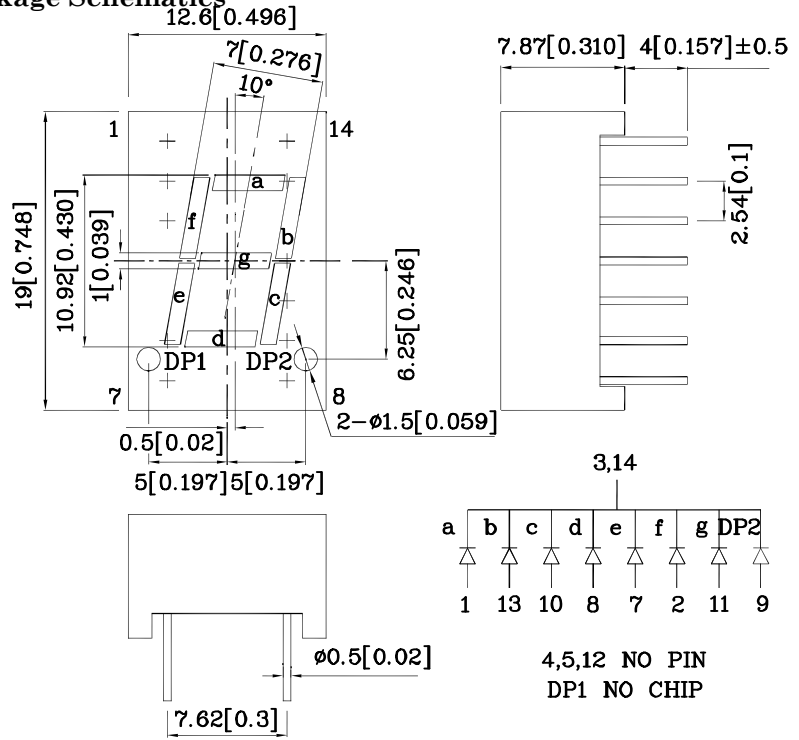 kage Schematics
12.6[0.496]
7[0.276]
10°
1
14
19[0.748]
10.92[0.430]
1[0.039]
a
f
b
g
e
c
d
6.25[0.246]
DP1
DP2
7
8
2-ø1.5[0.059]
0.5[0.02]
5[0.197]
5[0.197]
7.87[0.310]
4[0.157]±0.5
2.54[0.1]
3,14
a b c d e f g DP2
1 13 10 8 7 2 11 9
4,5,12 NO PIN
DP1 NO CHIP
ø0.5[0.02]
7.62[0.3]